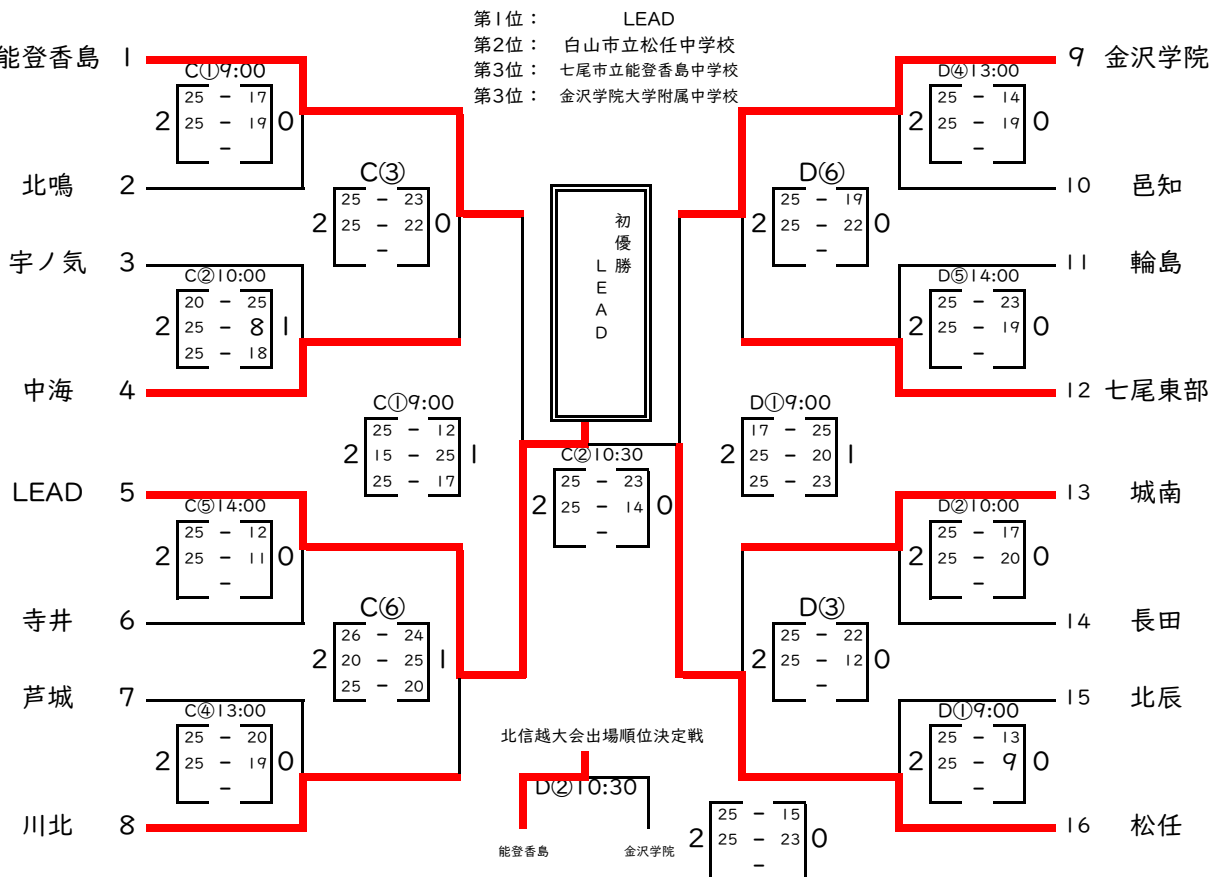 第1位： LEAD
第2位： 白山市立松任中学校
第3位： 七尾市立能登香島中学校
第3位： 金沢学院大学附属中学校
能登香島 1
C①9:00
25 - 17
2 25 - 19 0
-
北鳴 2
C③
25 - 23
2 25 - 22 0
-
宇ノ気 3
C②10:00
20 - 25
2 25 - 8 1
25 - 18
中海 4
C①9:00
25 - 12
2 15 - 25 1
25 - 17
LEAD 5
C⑤14:00
25 - 12
2 25 - 11 0
-
寺井 6
C⑥
26 - 24
2 20 - 25 1
25 - 20
芦城 7
C④13:00
25 - 20
2 25 - 19 0
-
川北 8
初優勝
LEAD
C②10:30
25 - 23
2 25 - 14 0
-
9 金沢学院
D④13:00
25 - 14
2 25 - 19 0
-
10 邑知
D⑥
25 - 19
2 25 - 22 0
-
11 輪島
D⑤14:00
25 - 23
2 25 - 19 0
-
12 七尾東部
D①9:00
17 - 25
2 25 - 20 1
25 - 23
13 城南
D②10:00
25 - 17
2 25 - 20 0
-
14 長田
D③
25 - 22
2 25 - 12 0
-
15 北辰
D①9:00
25 - 13
2 25 - 9 0
-
16 松任
北信越大会出場順位決定戦
D②10:30
能登香島 金沢学院
25 - 15
2 25 - 23 0
-